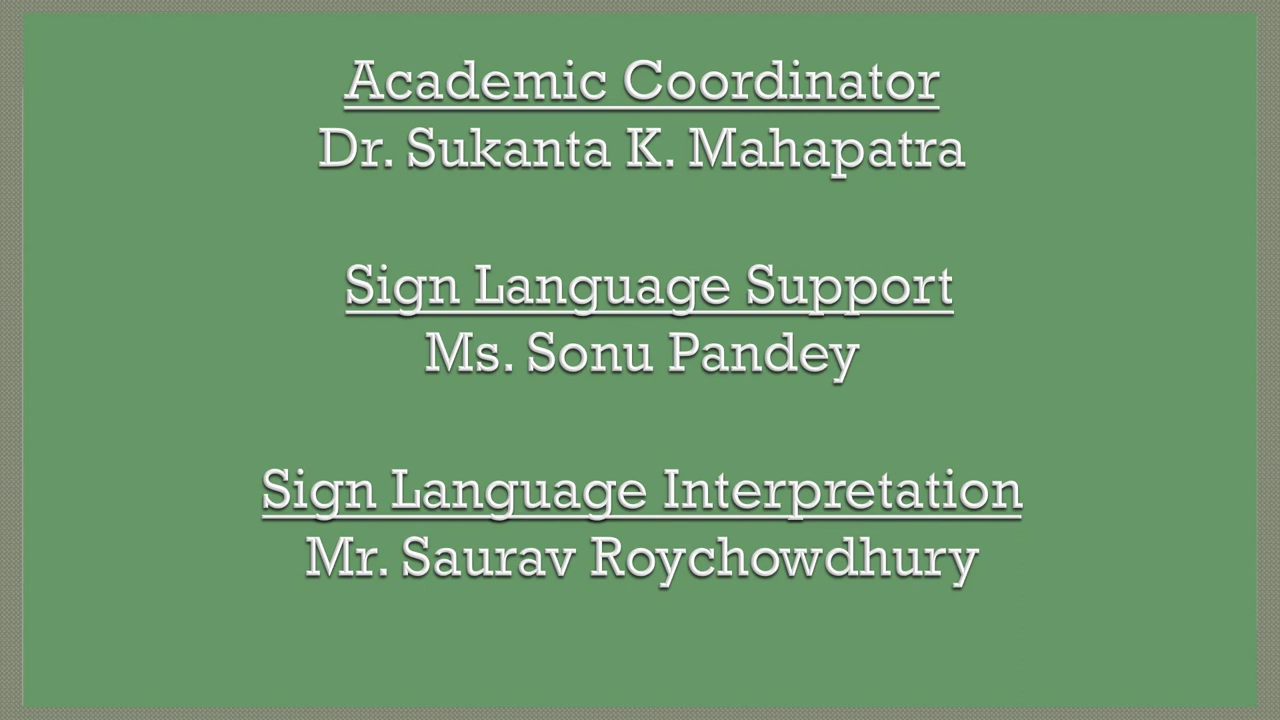 Academic Coordinator
Dr. Sukanta K. Mahapatra
Sign Language Support
Ms. Sonu Pandey
Sign Language Interpretation
Mr. Saurav Roychowdhury